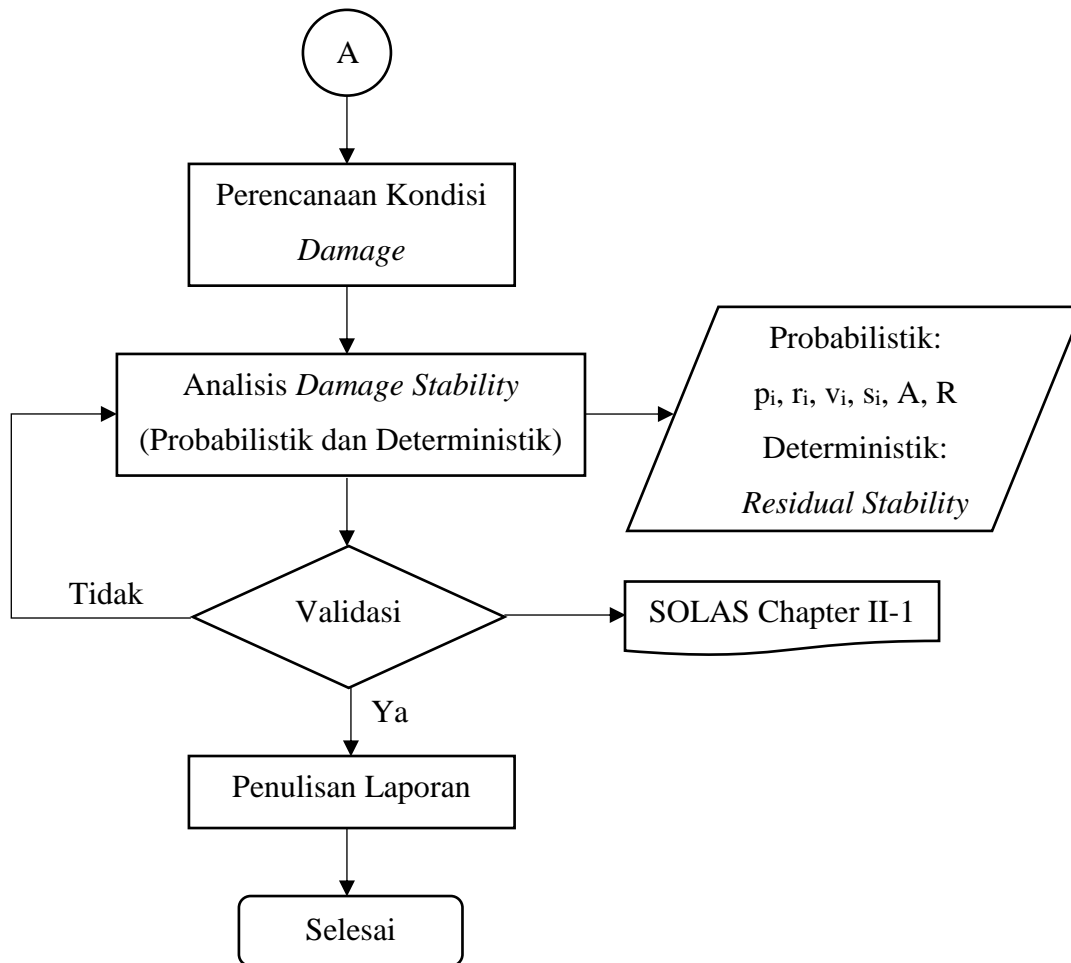 A
Perencanaan Kondisi
Damage
Analisis Damage Stability
(Probabilistik dan Deterministik)
Probabilistik:
pᵢ, rᵢ, vᵢ, sᵢ, A, R
Deterministik:
Residual Stability
Tidak
Validasi
SOLAS Chapter II-1
Ya
Penulisan Laporan
Selesai